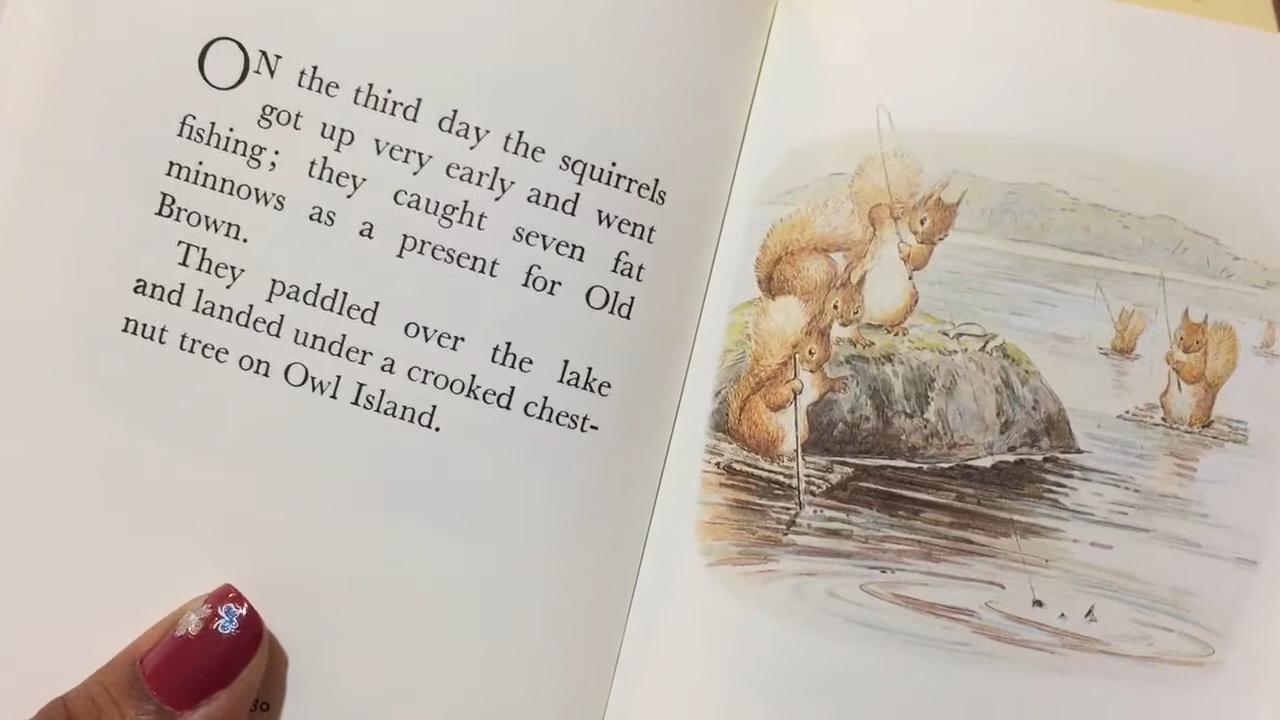 ON the third day the squirrels
got up very early and went
fishing; they caught seven fat
minnows as a present for Old
Brown.
They paddled over the lake
and landed under a crooked chest-
nut tree on Owl Island.